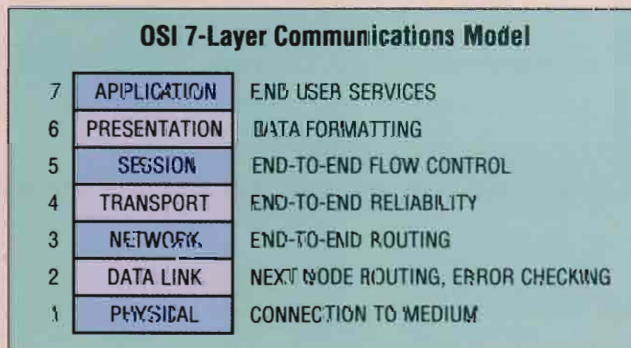 OSI 7-Layer Communications Model
7 APPLICATION END USER SERVICES
6 PRESENTATION DATA FORMATTING
5 SESSION END-TO-END FLOW CONTROL
4 TRANSPORT END-TO-END RELIABILITY
3 NETWORK END-TO-END ROUTING
2 DATA LINK NEXT NODE ROUTING, ERROR CHECKING
1 PHYSICAL CONNECTION TO MEDIUM